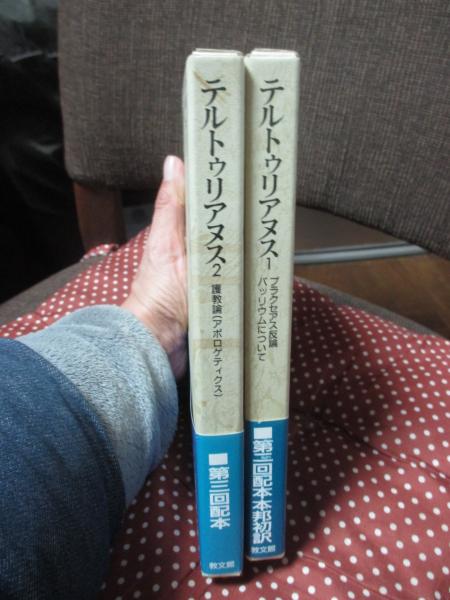 テルトゥリアヌス2
護教論(アポロゲティクス)
■第三回配本
教文館
テルトゥリアヌス1
プラクセアス反論
パッリウムについて
■第三回配本本邦初訳
教文館